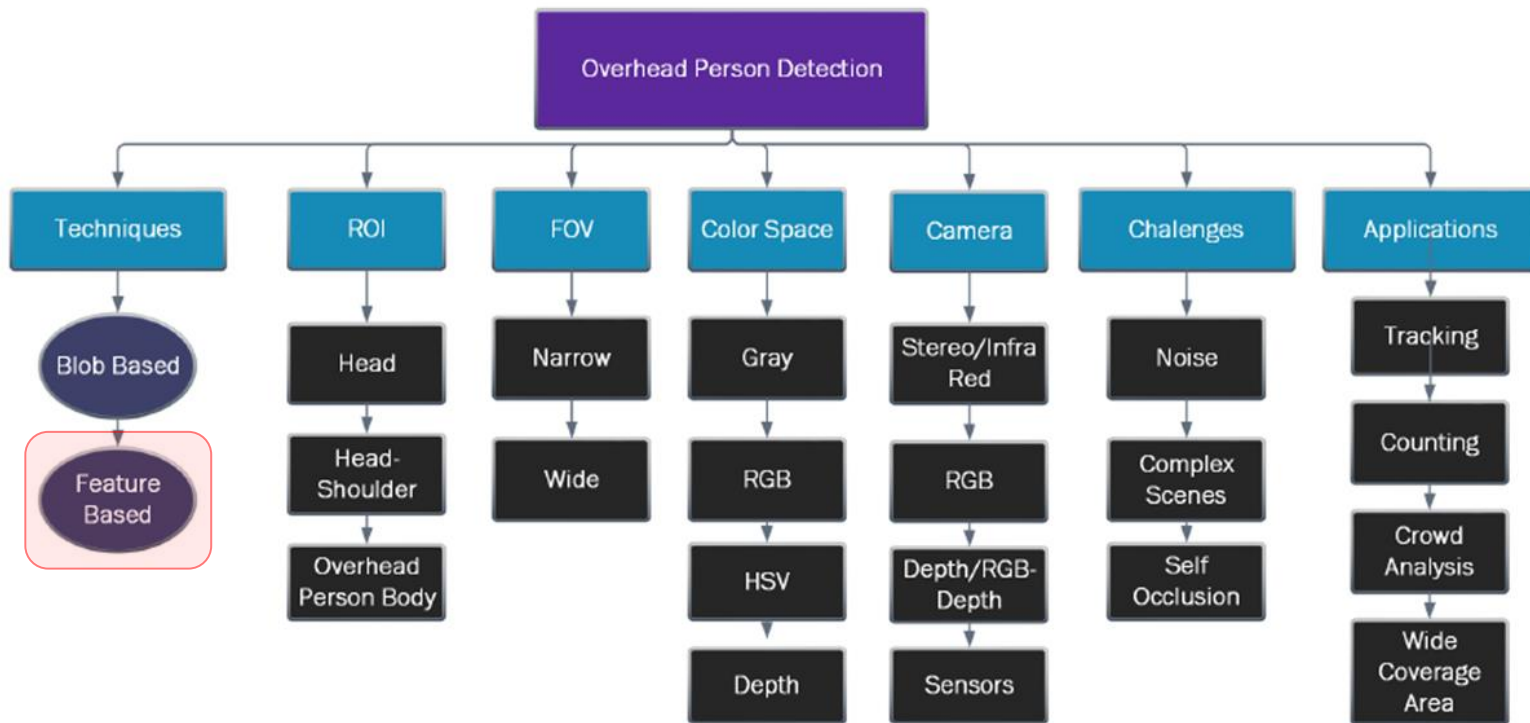 Overhead Person Detection
Techniques
ROI
FOV
Color Space
Camera
Chalenges
Applications
Blob Based
Feature
Based
Head
Head-
Shoulder
Overhead
Person Body
Narrow
Wide
Gray
RGB
HSV
Depth
Stereo/Infra
Red
RGB
Depth/RGB-
Depth
Sensors
Noise
Complex
Scenes
Self
Occlusion
Tracking
Counting
Crowd
Analysis
Wide
Coverage
Area